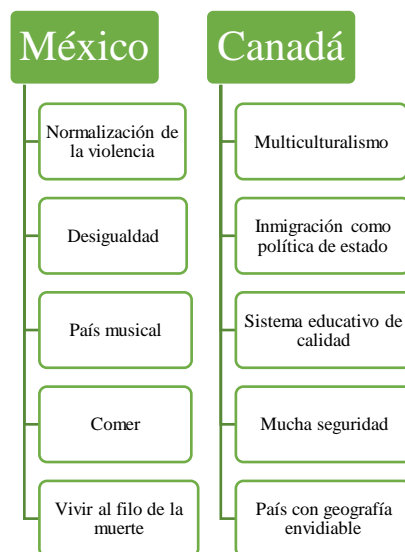 México
Normalización de
la violencia
Desigualdad
País musical
Comer
Vivir al filo de la
muerte
Canadá
Multiculturalismo
Inmigración como
política de estado
Sistema educativo de
calidad
Mucha seguridad
País con geografía
envidiable